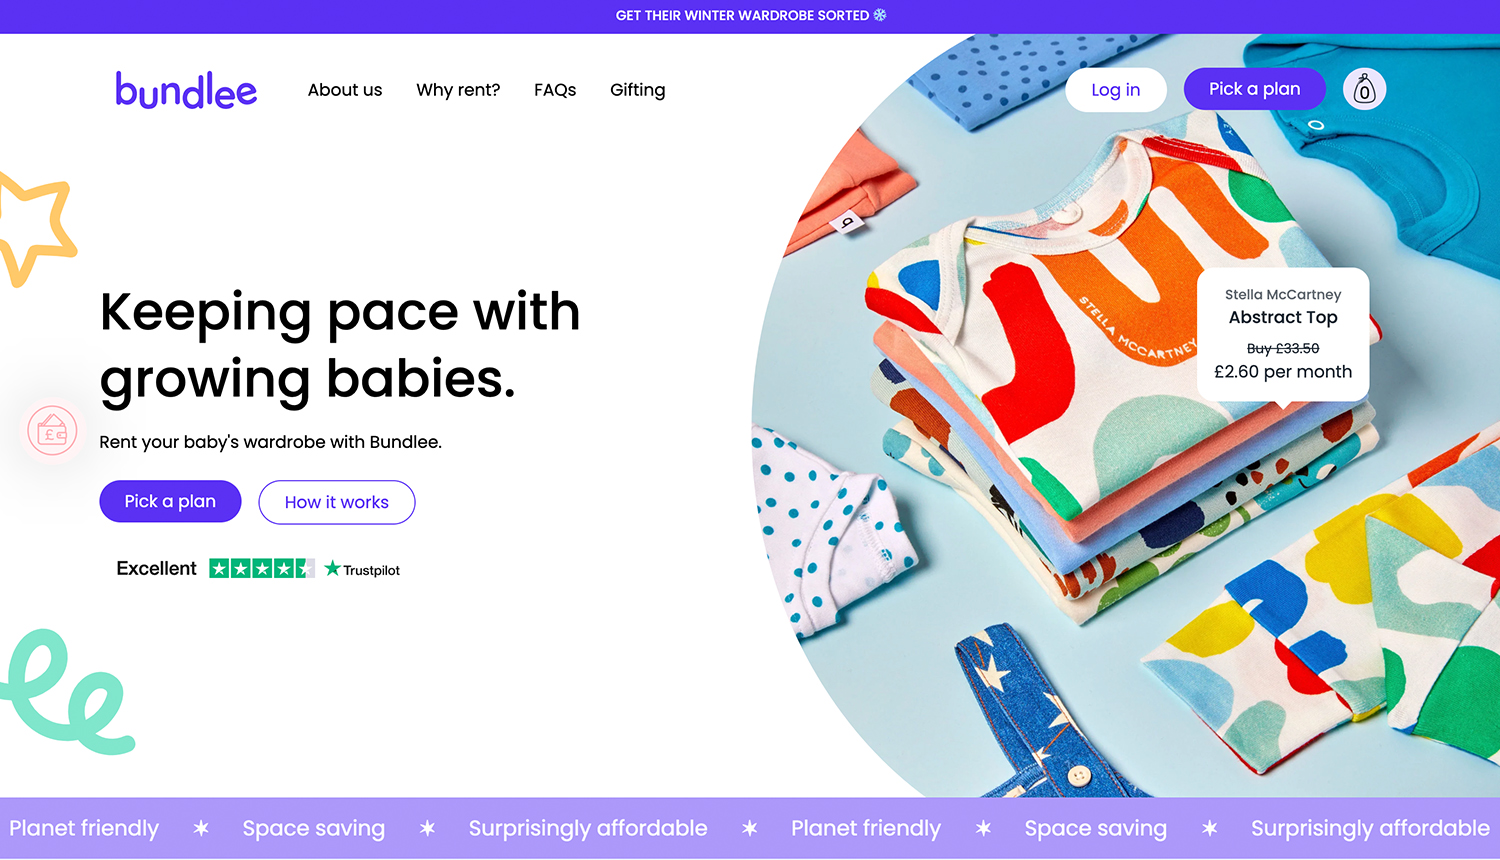 GET THEIR WINTER WARDROBE SORTED
bundlee
About us
Why rent?
FAQs
Gifting
Log in
Pick a plan
0
b
STELLA MCCARTNEY
Stella McCartney
Abstract Top
Buy £33.50
£2.60 per month
Keeping pace with
growing babies.
£
Rent your baby's wardrobe with Bundlee.
Pick a plan
How it works
Excellent
Trustpilot
Planet friendly ✶ Space saving ✶ Surprisingly affordable ✶ Planet friendly ✶ Space saving ✶ Surprisingly affordable